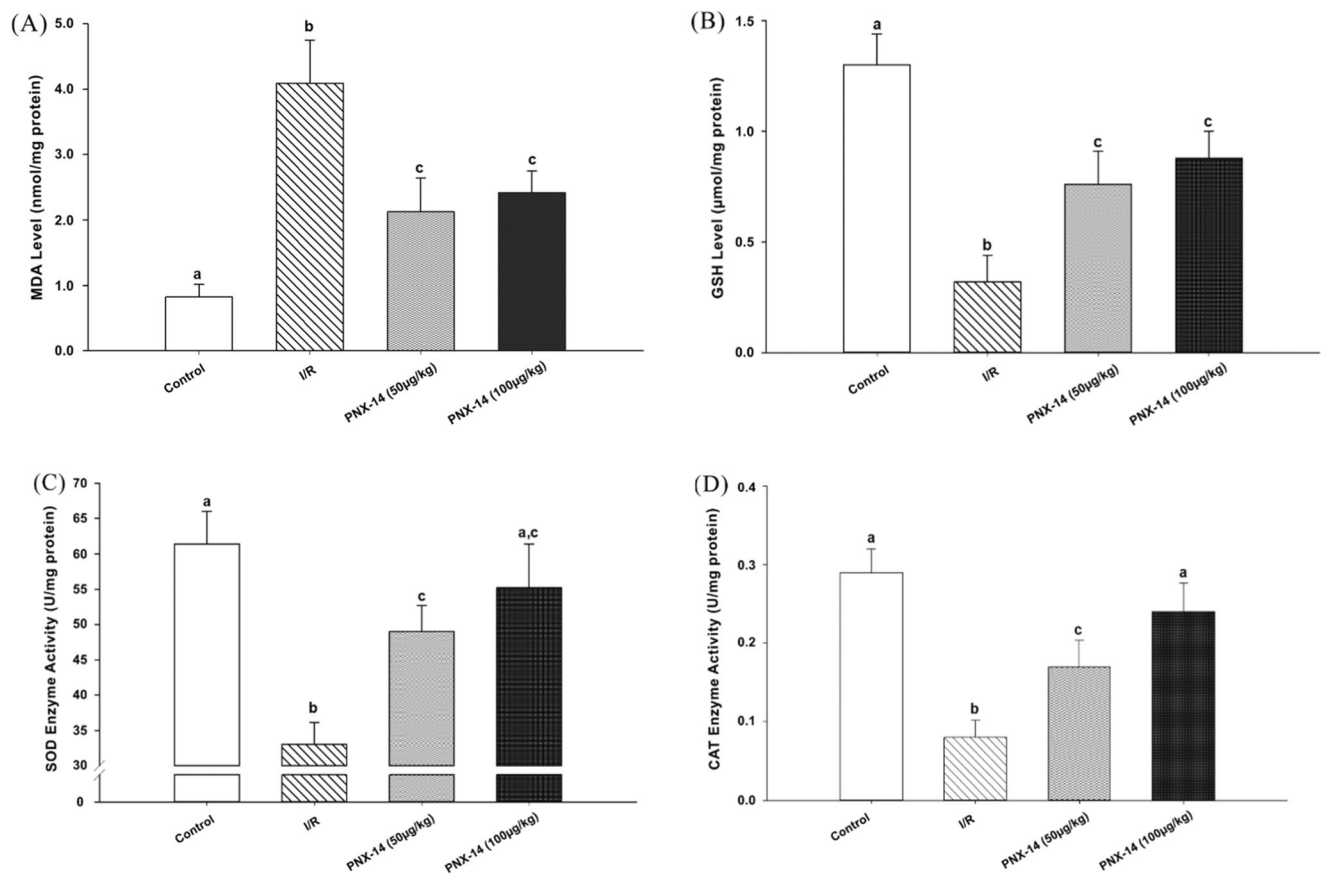 (A)
MDA Level (nmol/mg protein)
5.0
4.0
3.0
2.0
1.0
0.0
a
b
c
c
Control
I/R
PNX-14 (50µg/kg)
PNX-14 (100µg/kg)
(B)
GSH Level (µmol/mg protein)
1.5
1.0
0.5
0.0
a
b
c
c
Control
I/R
PNX-14 (50µg/kg)
PNX-14 (100µg/kg)
(C)
SOD Enzyme Activity (U/mg protein)
70
65
60
55
50
45
40
35
30
0
a
b
c
a,c
Control
I/R
PNX-14 (50µg/kg)
PNX-14 (100µg/kg)
(D)
CAT Enzyme Activity (U/mg protein)
0.4
0.3
0.2
0.1
0.0
a
b
c
a
Control
I/R
PNX-14 (50µg/kg)
PNX-14 (100µg/kg)